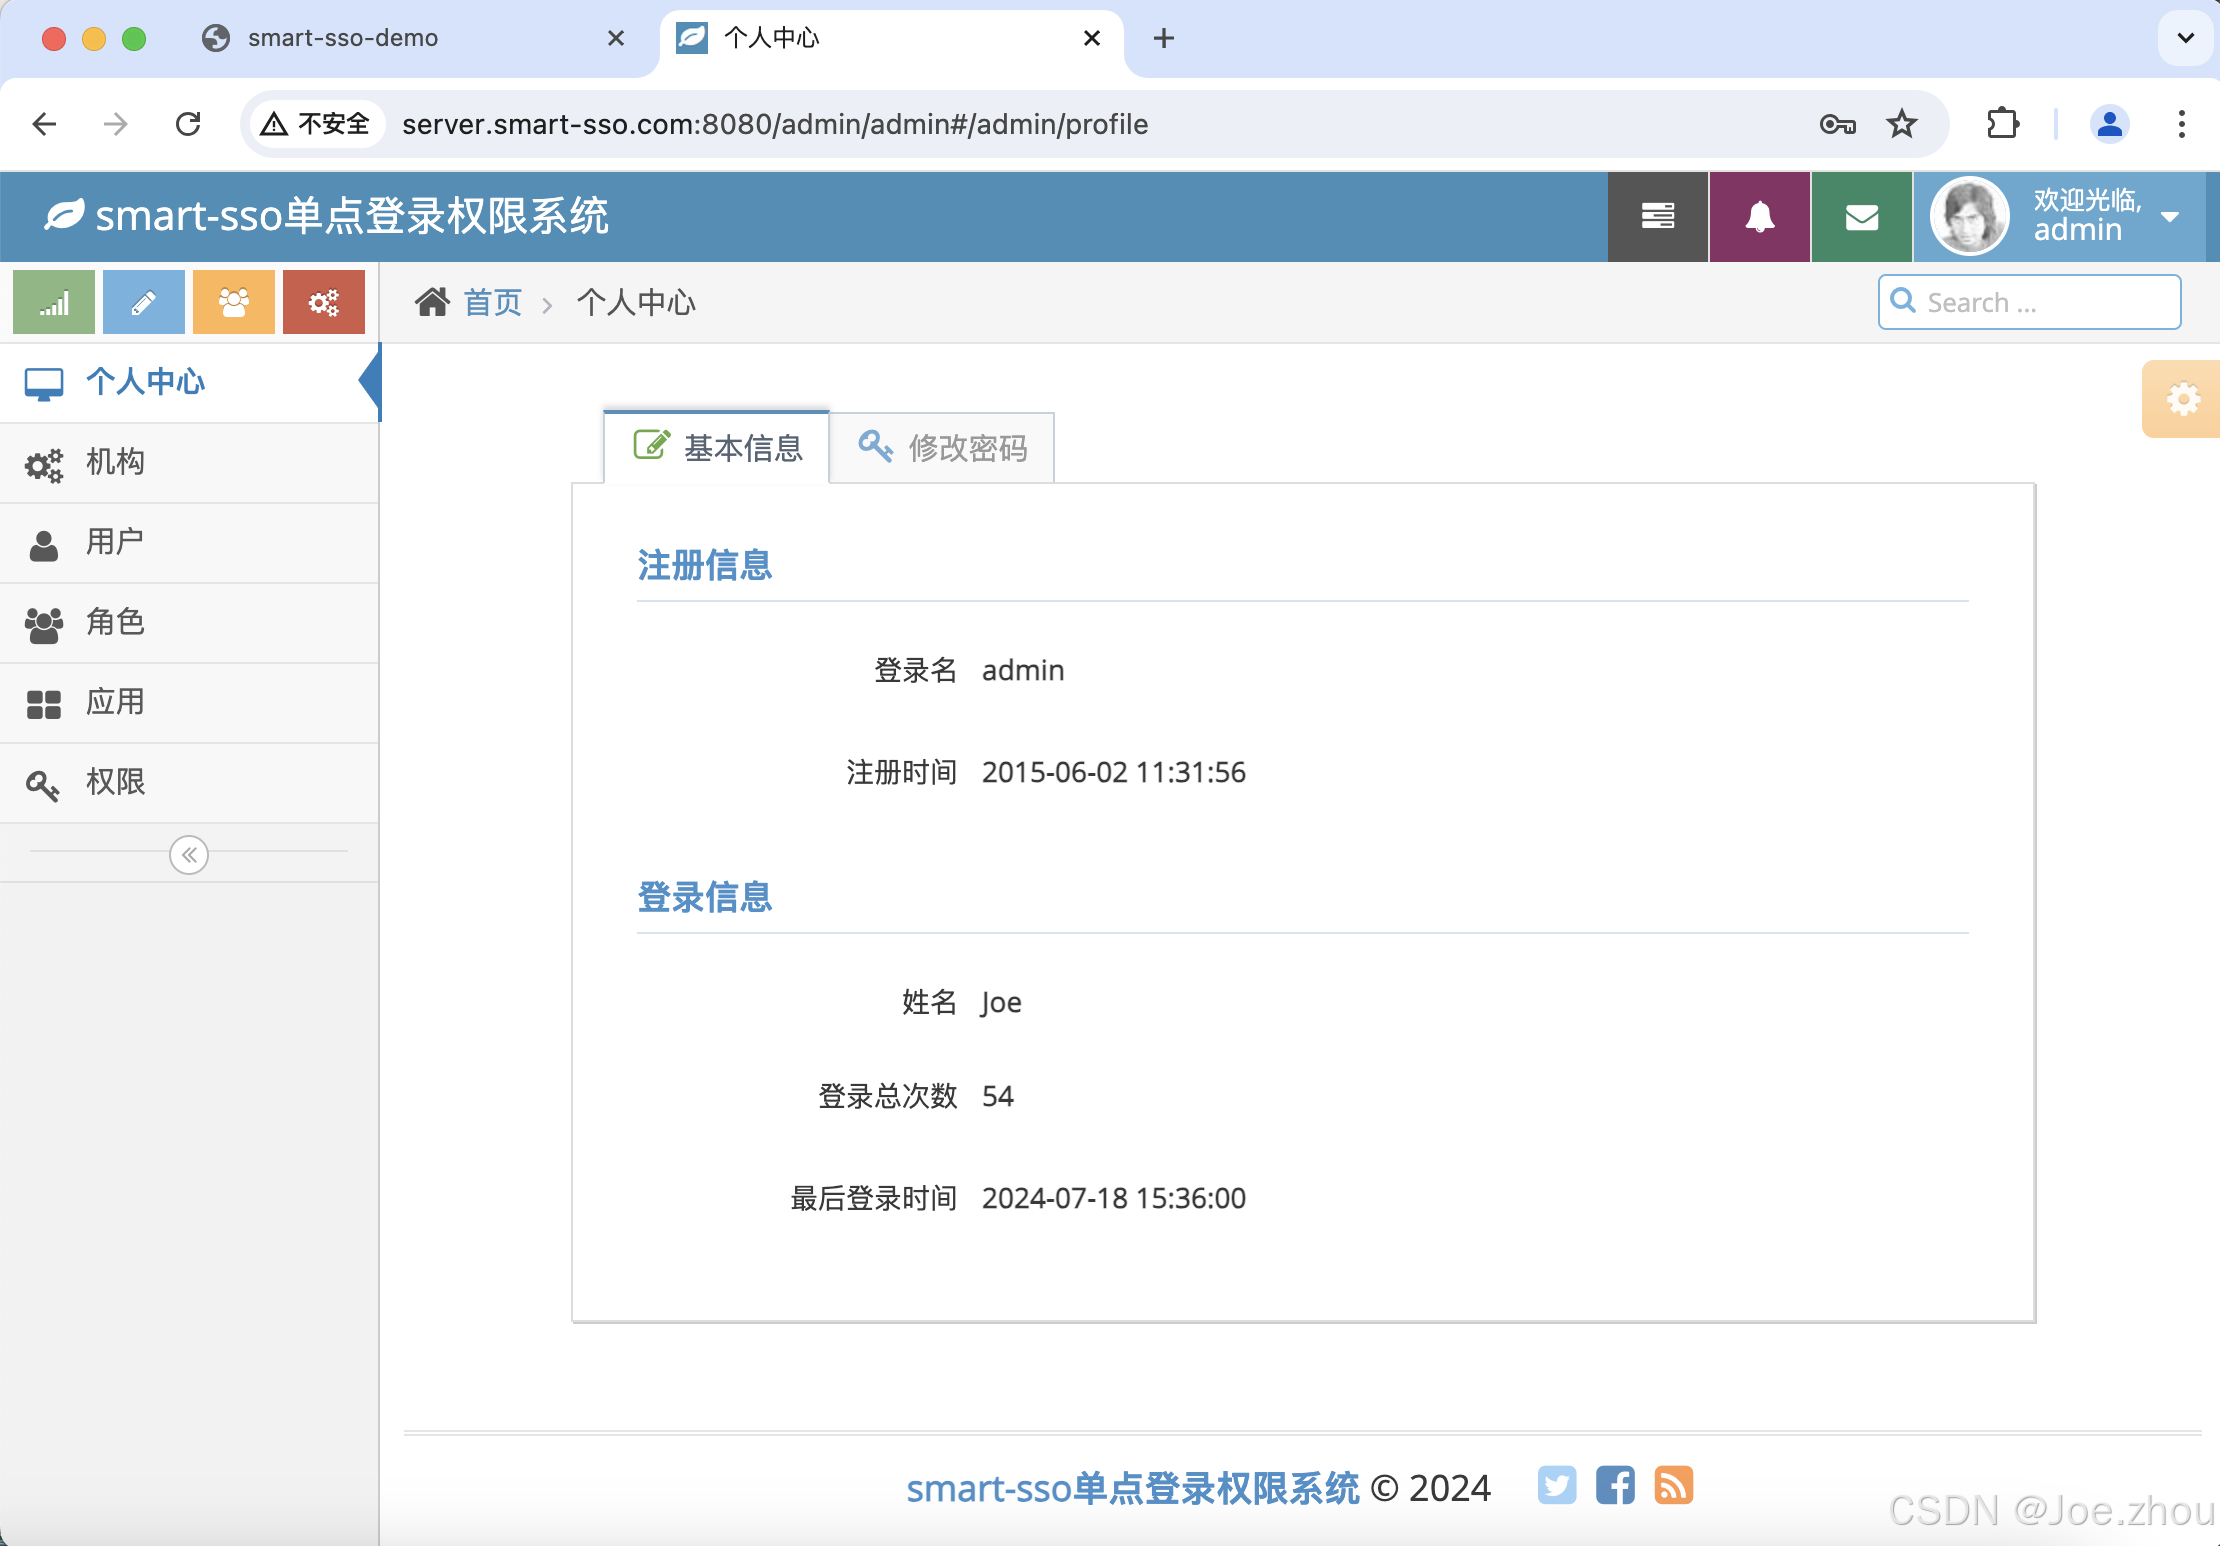 smart-sso-demo
个人中心
不安全
server.smart-sso.com:8080/admin/admin#/admin/profile
smart-sso单点登录权限系统
欢迎光临,
admin
首页
个人中心
Search ...
个人中心
机构
用户
角色
应用
权限
基本信息
修改密码
注册信息
登录名 admin
注册时间 2015-06-02 11:31:56
登录信息
姓名 Joe
登录总次数 54
最后登录时间 2024-07-18 15:36:00
smart-sso单点登录权限系统 © 2024
CSDN @Joe.zhou